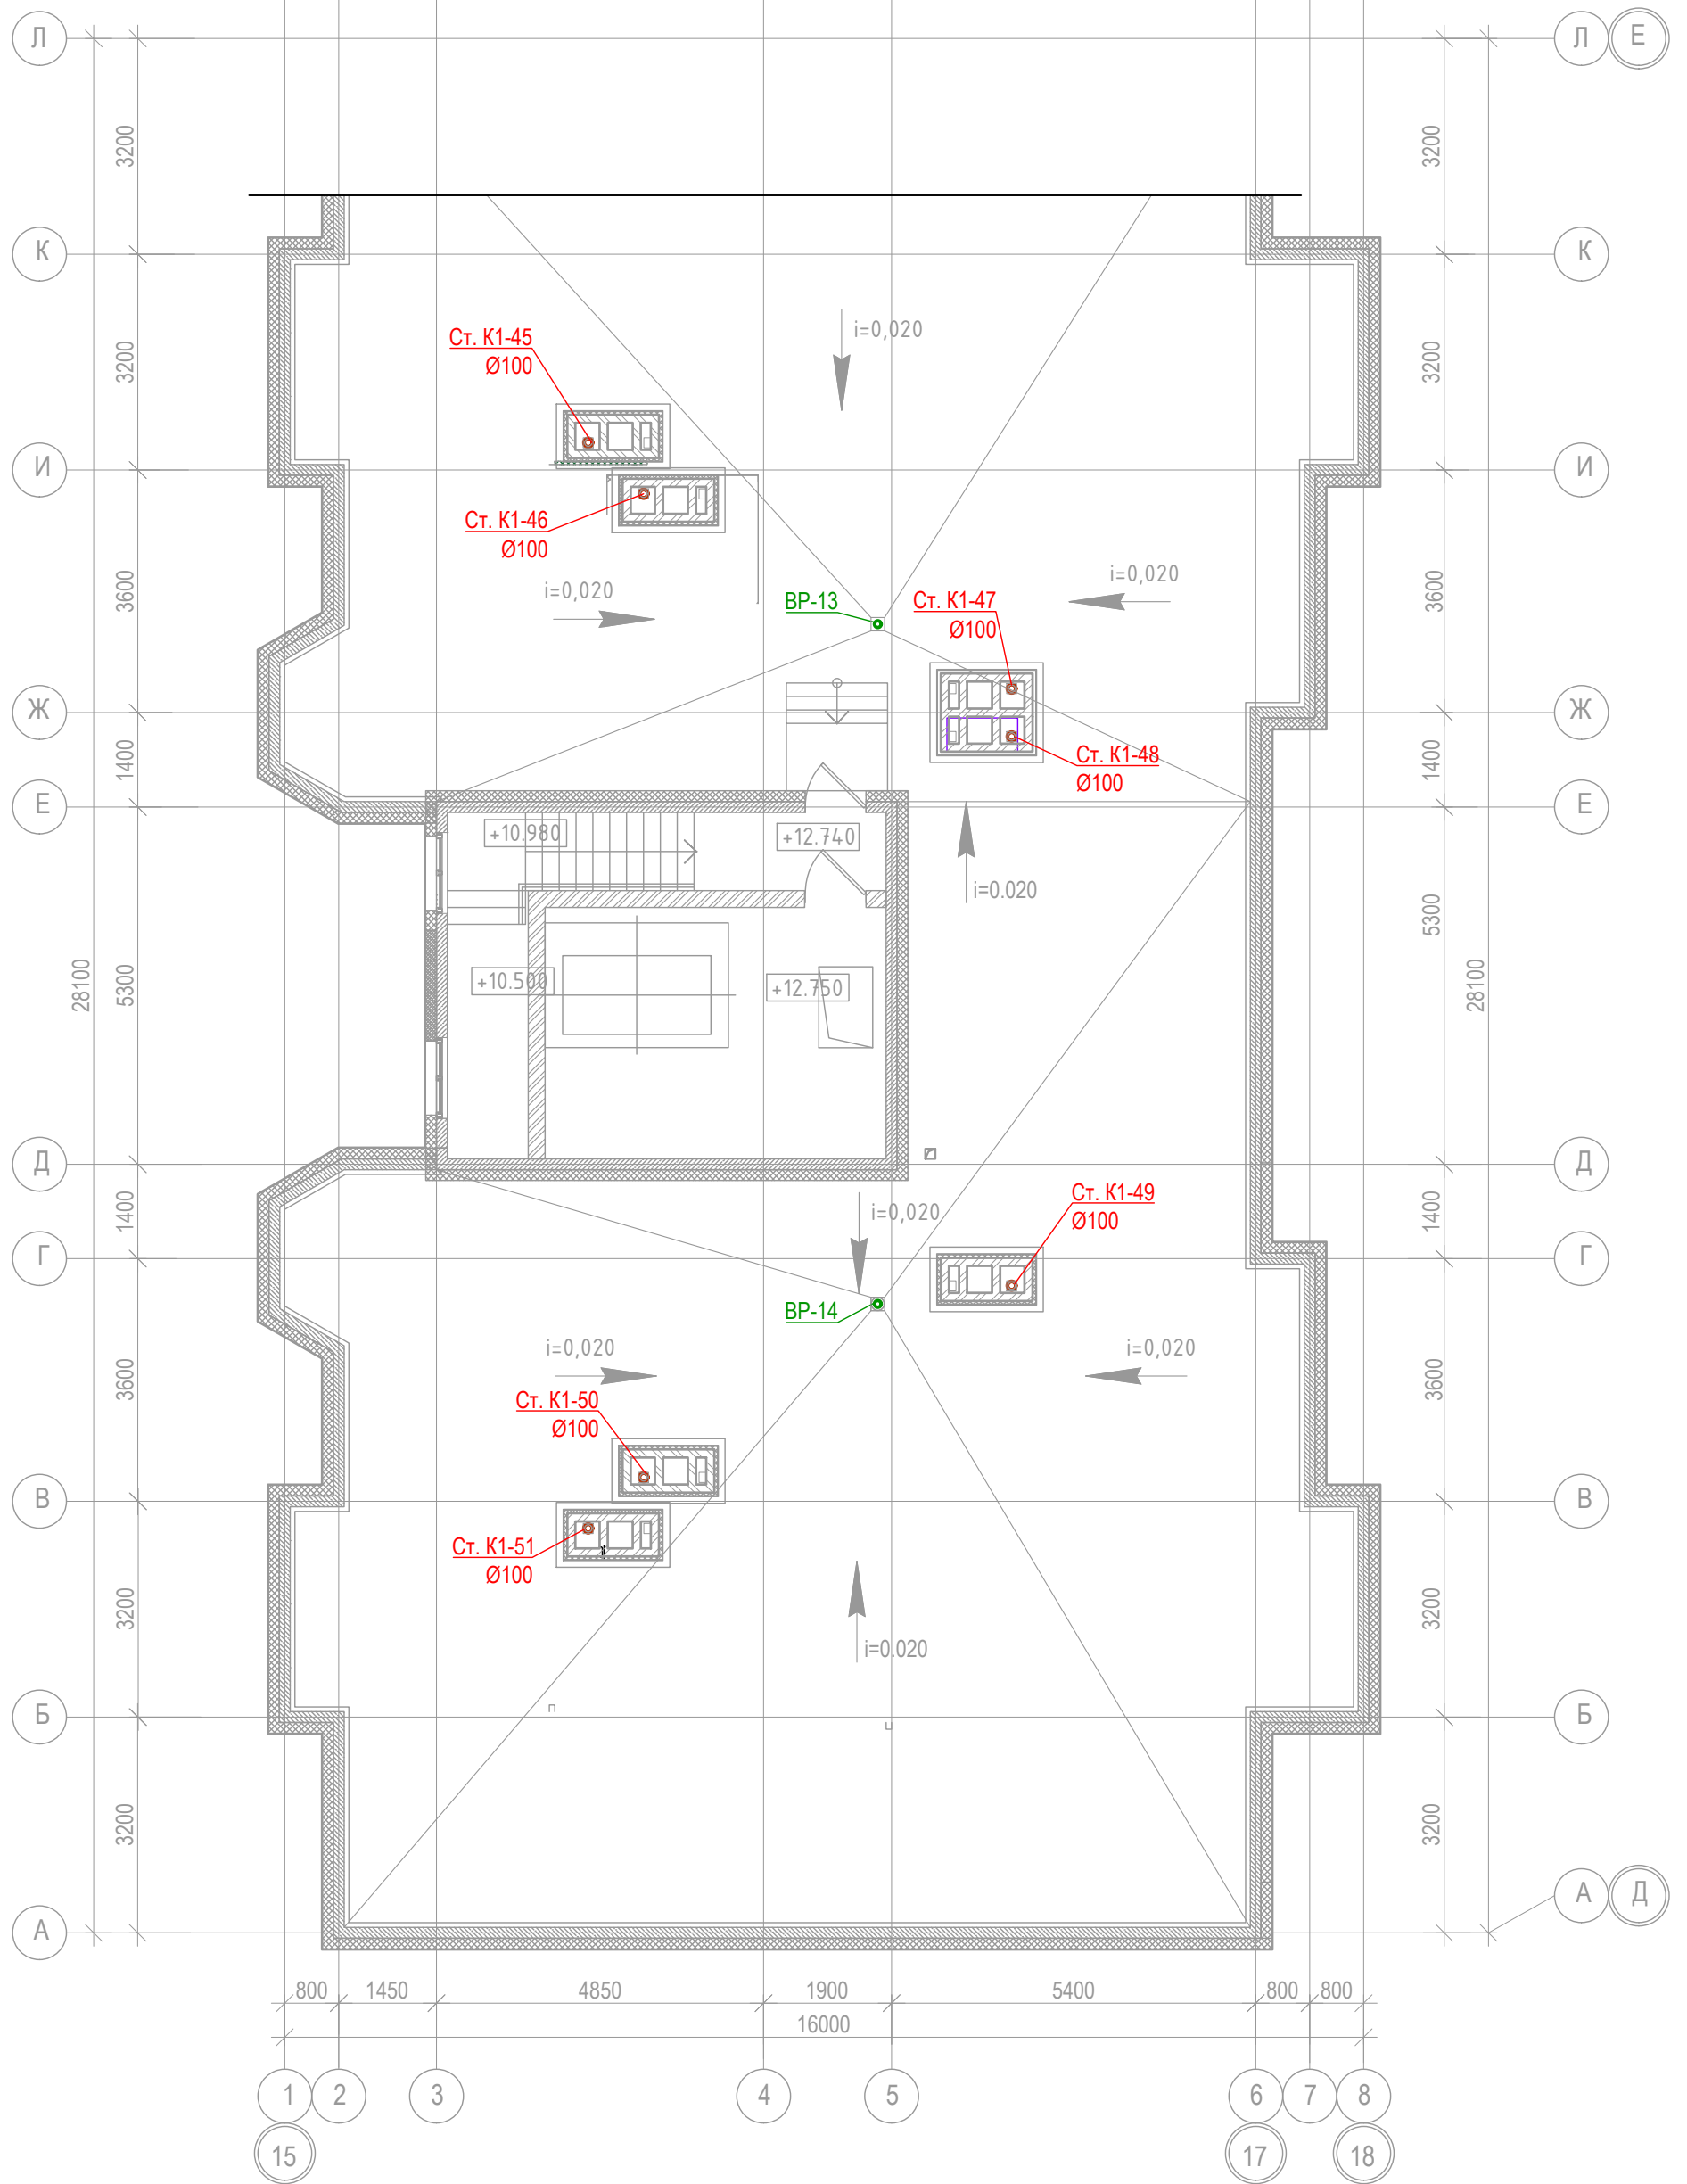 Л
Л
Е
3200
3200
К
К
Ст. К1-45
Ø100
i=0,020
3200
3200
И
И
Ст. К1-46
Ø100
3600
i=0,020
ВР-13
Ст. К1-47
Ø100
i=0,020
3600
Ж
Ж
1400
Ст. К1-48
Ø100
1400
Е
Е
+10.980
+12.740
i=0.020
28100
5300
+10.500
+12.750
5300
28100
Д
Д
1400
i=0,020
Ст. К1-49
Ø100
1400
Г
Г
ВР-14
3600
i=0,020
i=0,020
3600
Ст. К1-50
Ø100
В
В
Ст. К1-51
Ø100
3200
i=0.020
3200
Б
Б
3200
3200
А
А
Д
800
1450
4850
1900
5400
800
800
16000
1
2
3
4
5
6
7
8
15
17
18